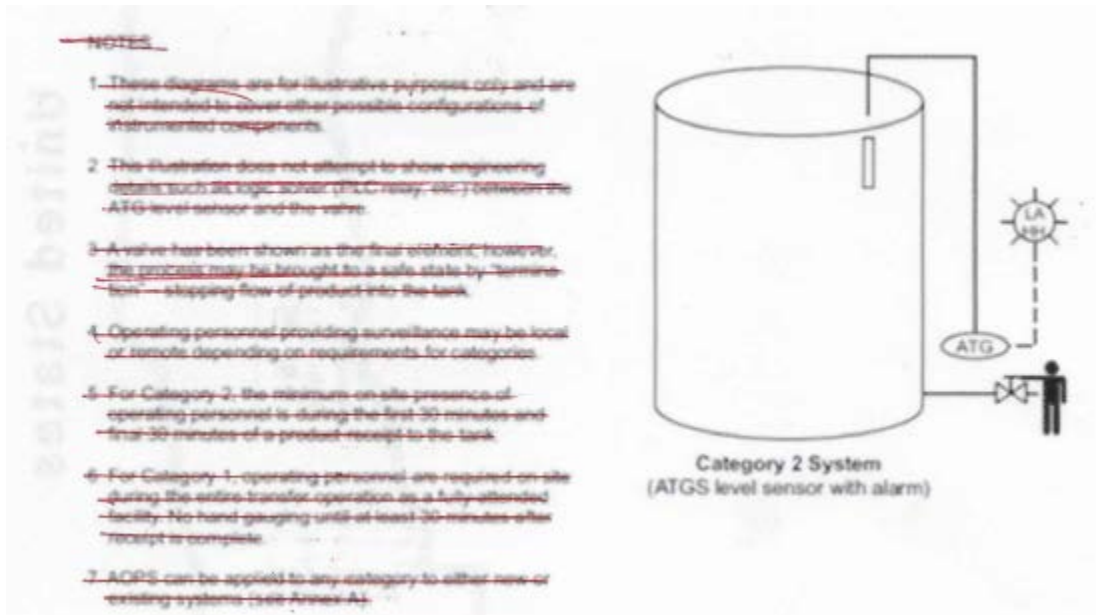 NOTES
1 These diagrams are for illustrative purposes only and are
not intended to cover other possible configurations of
instrumented components.
2 This illustration does not attempt to show engineering
details such as logic solver (PLC relay, etc.) between the
ATG level sensor and the valve.
3 A valve has been shown as the final element, however,
the process may be brought to a safe state by "termina-
tion"—stopping flow of product into the tank.
4 Operating personnel providing surveillance may be local
or remote depending on requirements for categories.
5 For Category 2, the minimum on site presence of
operating personnel is during the first 30 minutes and
final 30 minutes of a product receipt to the tank.
6 For Category 1, operating personnel are required on site
during the entire transfer operation as a fully attended
facility. No hand gauging until at least 30 minutes after
receipt is complete.
7 AOPS can be applied to any category to either new or
existing systems (see Annex A).
LA
HH
ATG
Category 2 System
(ATGS level sensor with alarm)
United States